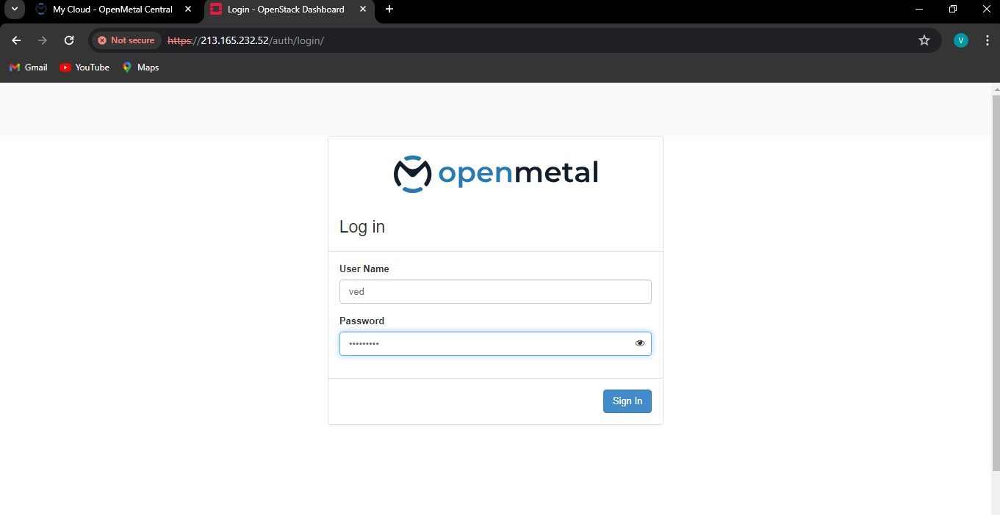 My Cloud - OpenMetal Central
Login - OpenStack Dashboard
Not secure https://213.165.232.52/auth/login/
V
Gmail YouTube Maps
openmetal
Log in
User Name
ved
Password
•••••••••
Sign In